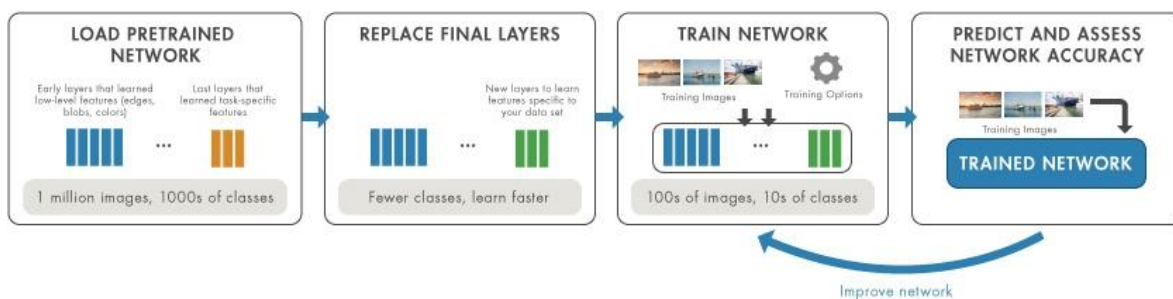 LOAD PRETRAINED
NETWORK
Early layers that learned
low-level features (edges,
blobs, colors)
Last layers that
learned task-specific
features
...
1 million images, 1000s of classes
REPLACE FINAL LAYERS
New layers to learn
features specific to
your data set
...
Fewer classes, learn faster
TRAIN NETWORK
Training Images
Training Options
...
100s of images, 10s of classes
PREDICT AND ASSESS
NETWORK ACCURACY
Training Images
TRAINED NETWORK
Improve network